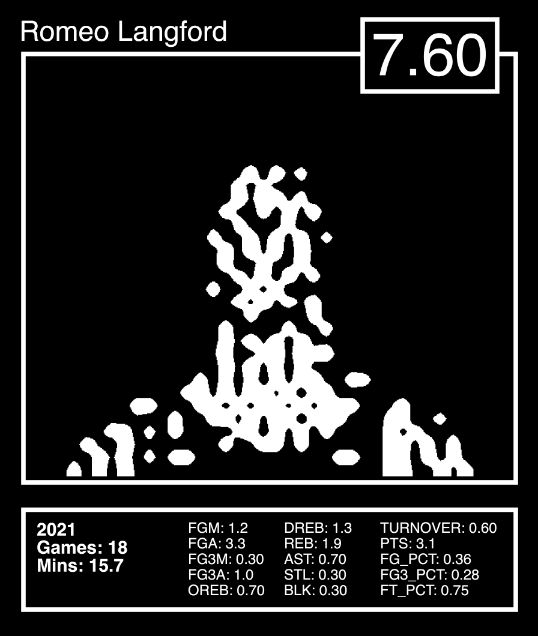 Romeo Langford
7.60
2021
Games: 18
Mins: 15.7
FGM: 1.2
FGA: 3.3
FG3M: 0.30
FG3A: 1.0
OREB: 0.70
DREB: 1.3
REB: 1.9
AST: 0.70
STL: 0.30
BLK: 0.30
TURNOVER: 0.60
PTS: 3.1
FG_PCT: 0.36
FG3_PCT: 0.28
FT_PCT: 0.75